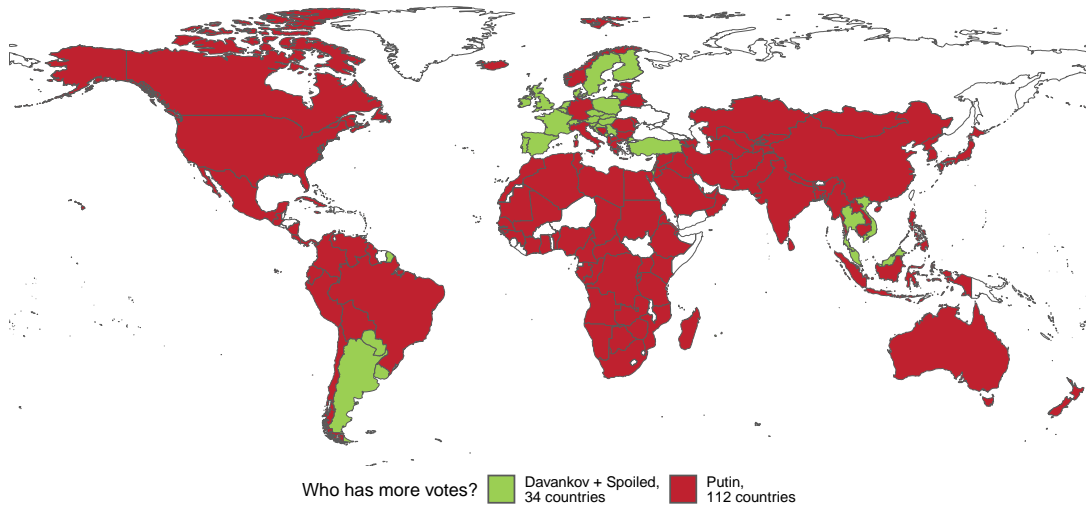 Who has more votes?
Davankov + Spoiled,
34 countries
Putin,
112 countries